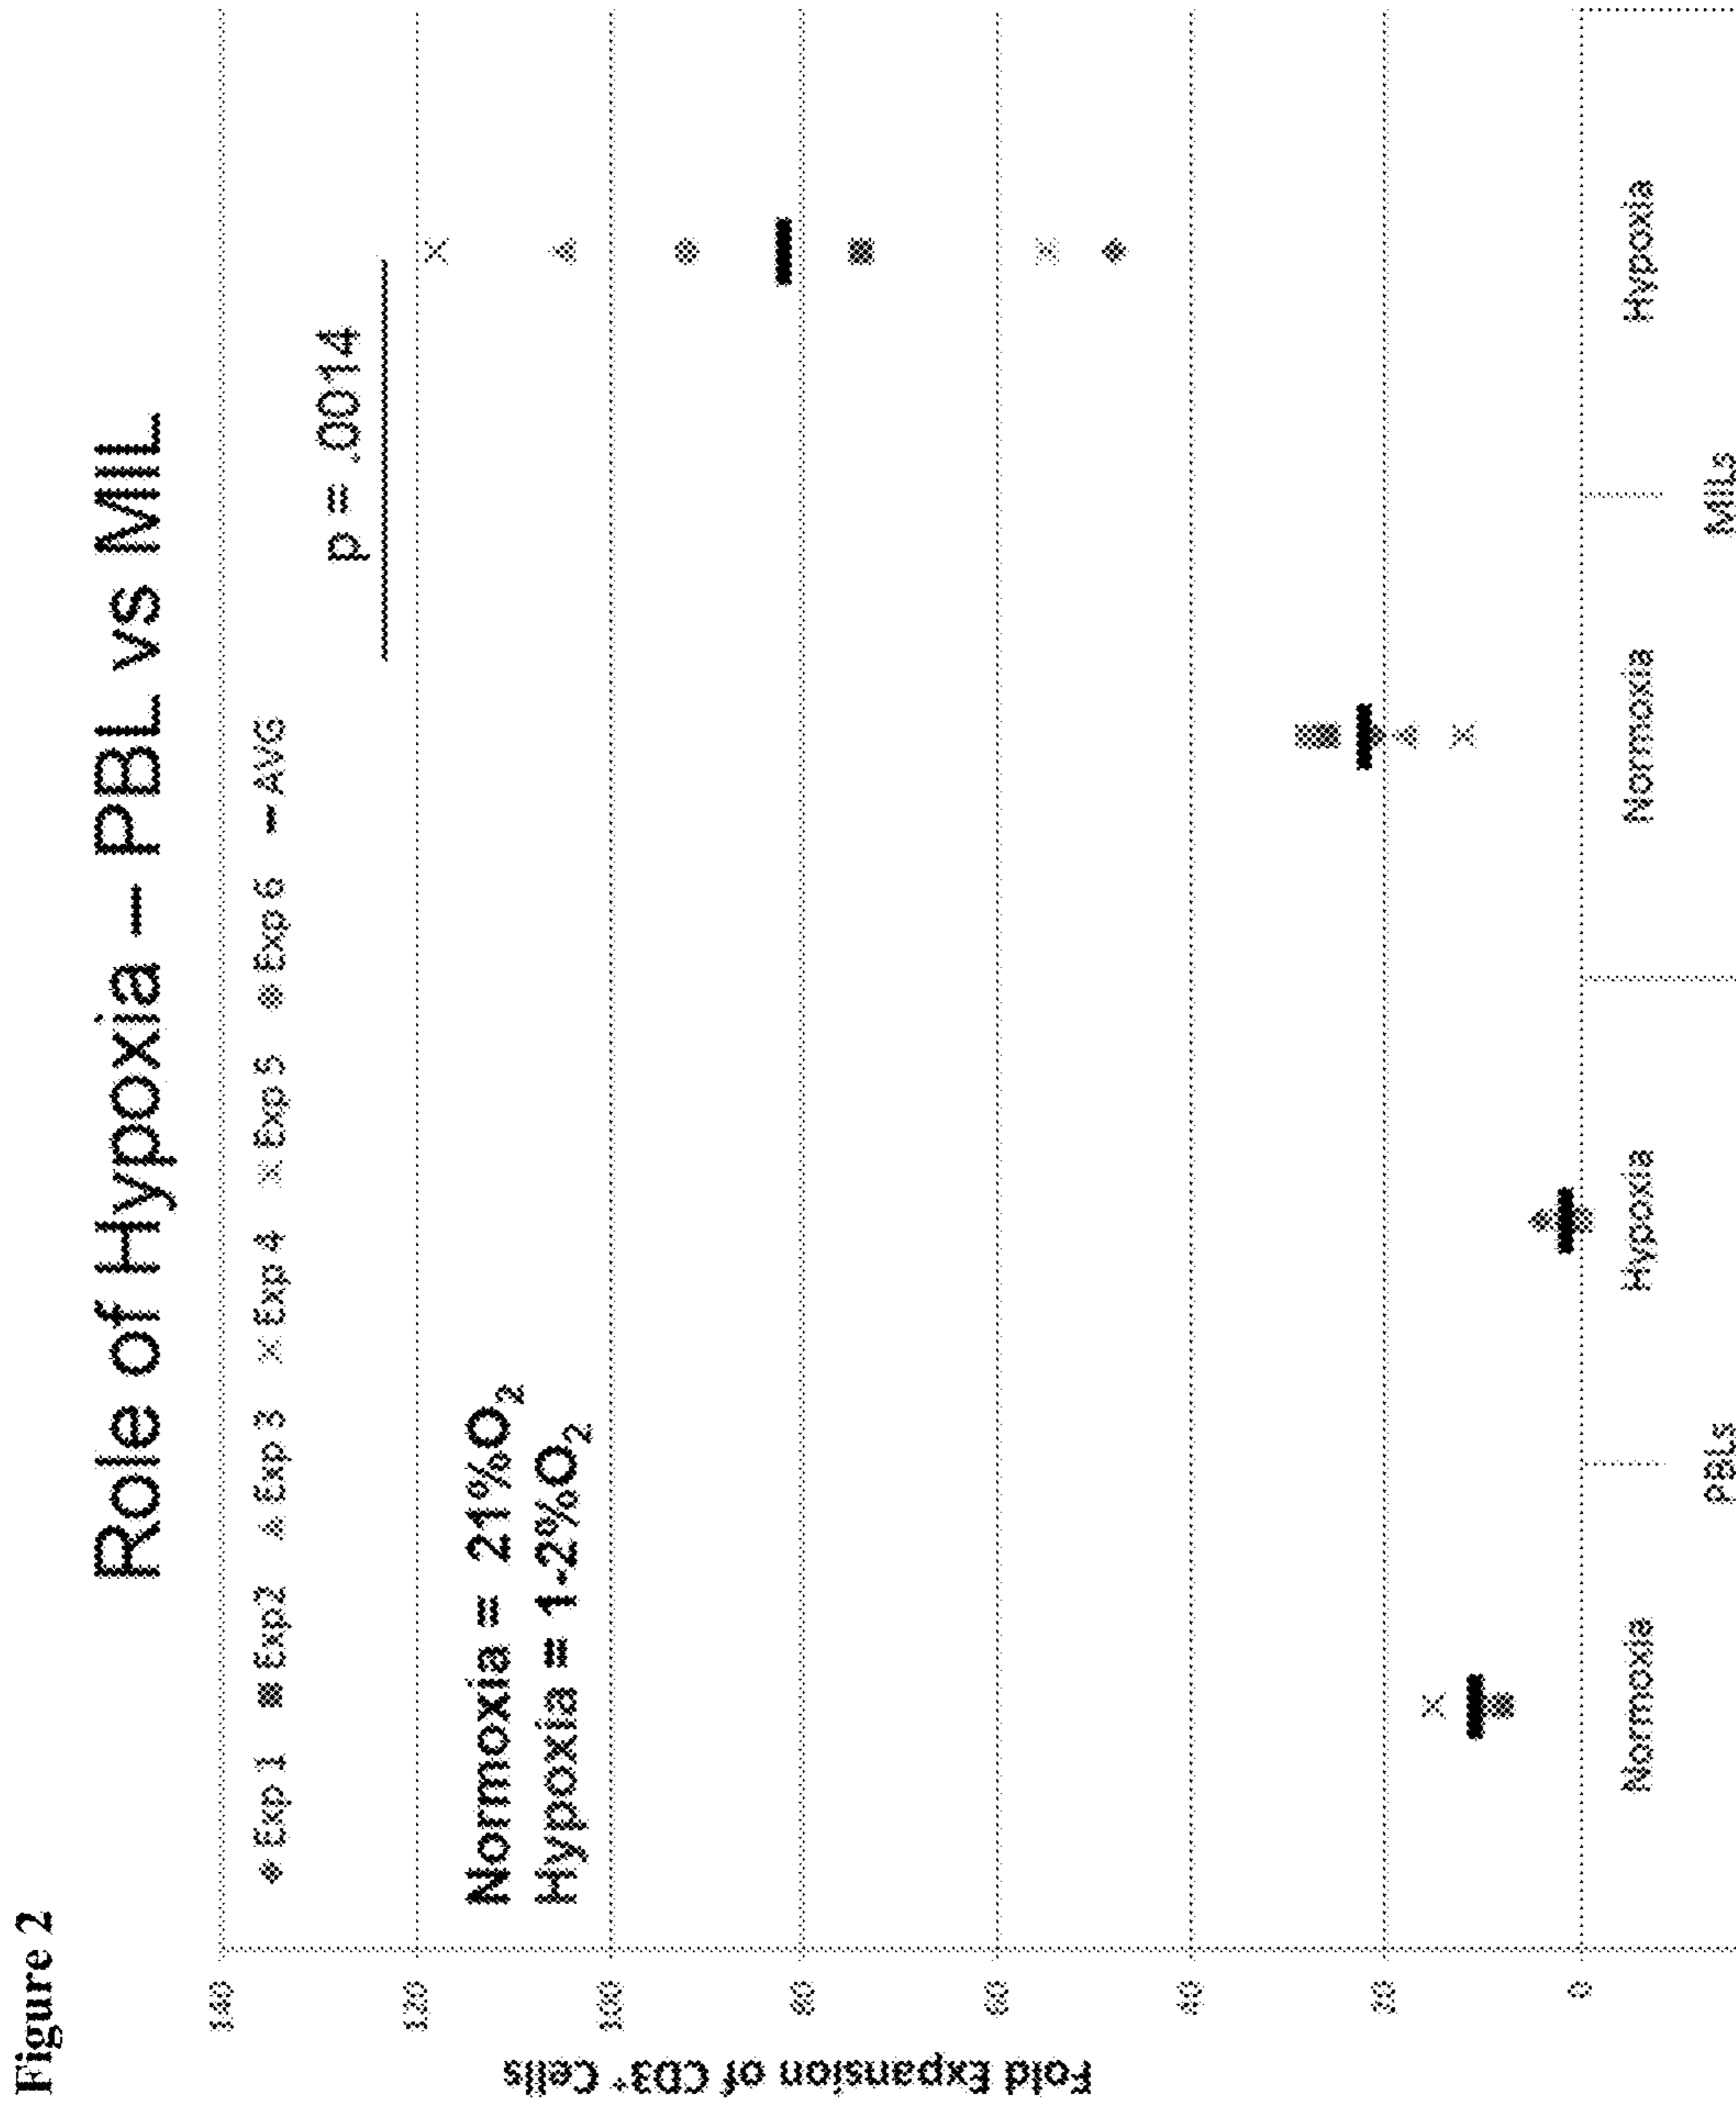 Figure 2
Role of Hypoxia – PBL vs MIL
Exp 1 Exp2 Exp 3 Exp 4 Exp 5 Exp 6 AVG
p = .0014
Normoxia = 21%O₂
Hypoxia = 1-2%O₂
Fold Expansion of CD3⁺ Cells
140
120
100
80
60
40
20
0
Normoxia Hypoxia Normoxia Hypoxia
PBLs MILs